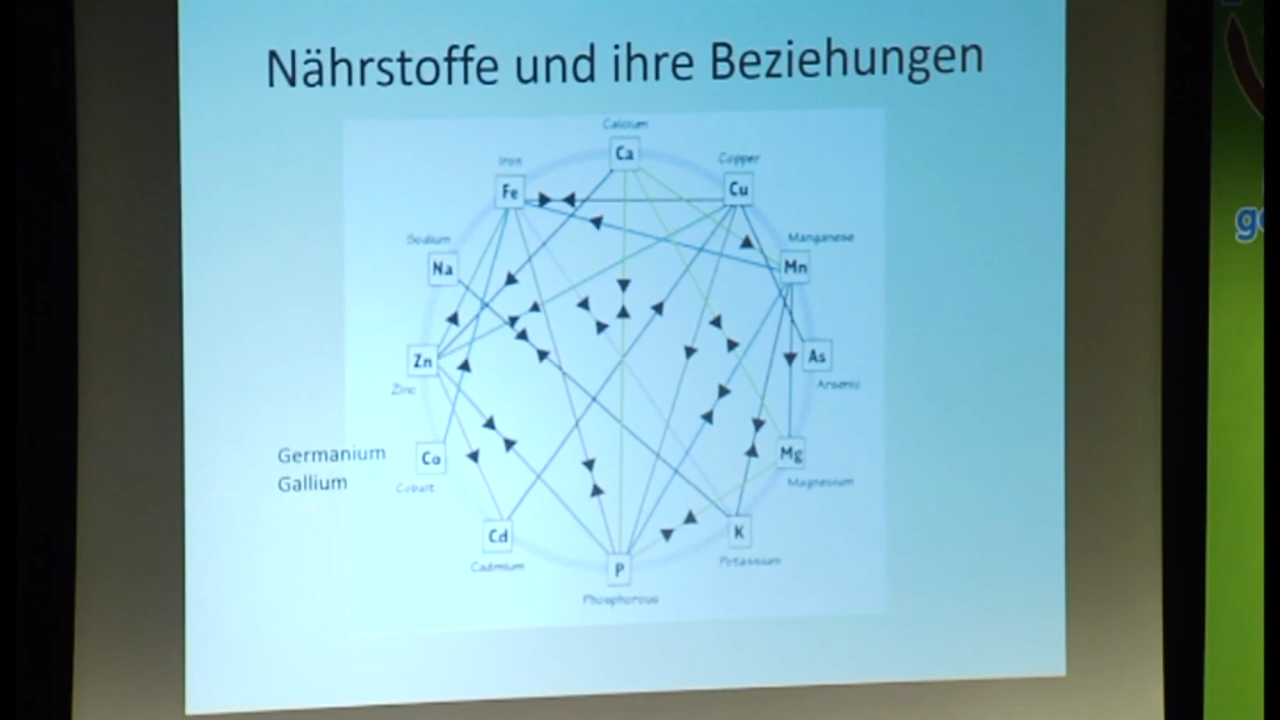 Nährstoffe und ihre Beziehungen
Calcium
Ca
Iron
Fe
Copper
Cu
Sodium
Na
Manganese
Mn
Zn
Zinc
As
Arsenic
Germanium
Gallium
Co
Cobalt
Mg
Magnesium
Cd
Cadmium
K
Potassium
P
Phosphorous